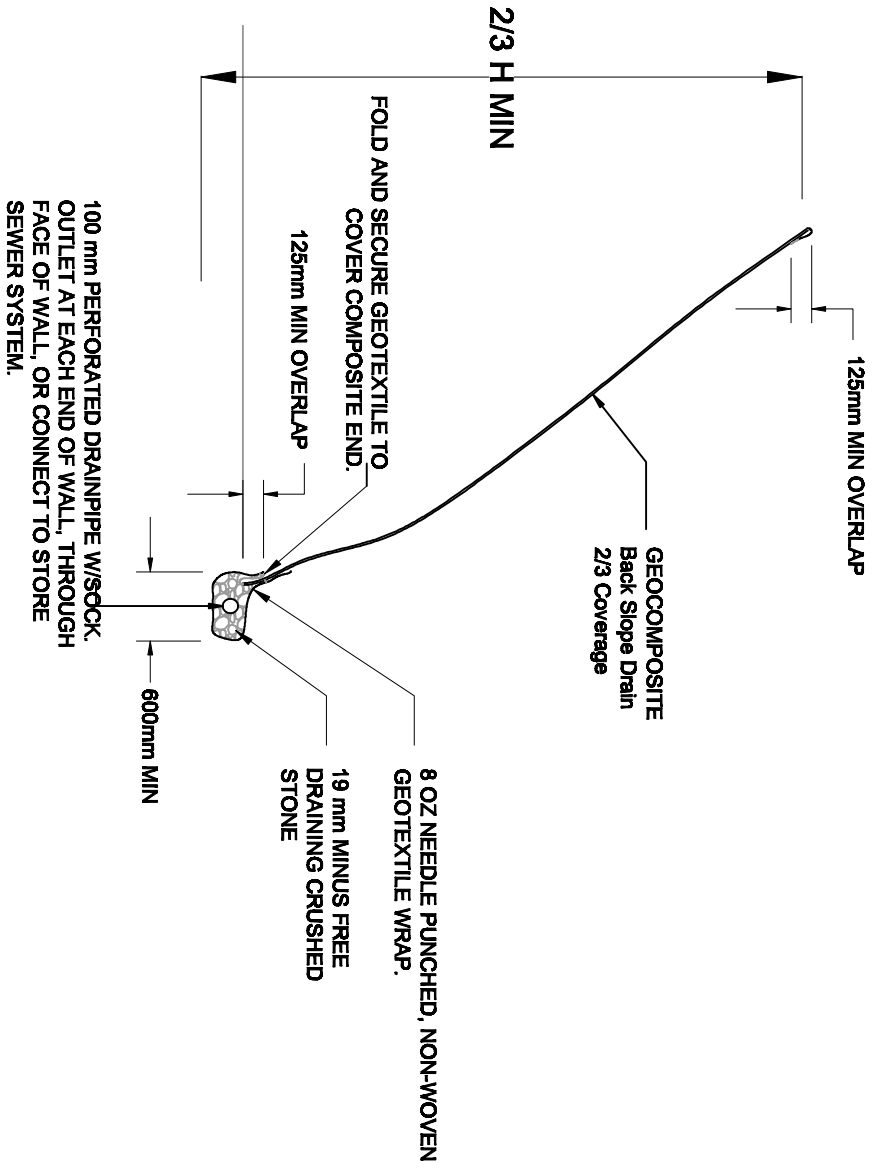 2/3 H MIN
125mm MIN OVERLAP
GEOCOMPOSITE
Back Slope Drain
2/3 Coverage
FOLD AND SECURE GEOTEXTILE TO
COVER COMPOSITE END.
125mm MIN OVERLAP
8 OZ NEEDLE PUNCHED, NON-WOVEN
GEOTEXTILE WRAP.
19 mm MINUS FREE
DRAINING CRUSHED
STONE
600mm MIN
100 mm PERFORATED DRAINPIPE W/SOCK.
OUTLET AT EACH END OF WALL, THROUGH
FACE OF WALL, OR CONNECT TO STORE
SEWER SYSTEM.